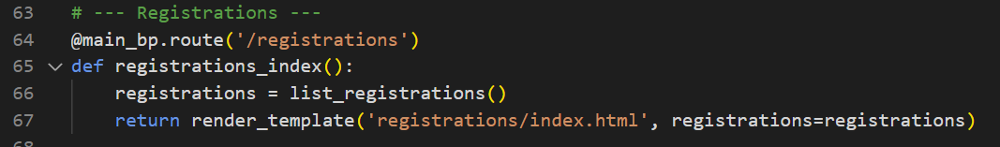 63 # --- Registrations ---
64 @main_bp.route('/registrations')
65 def registrations_index():
66     registrations = list_registrations()
67     return render_template('registrations/index.html', registrations=registrations)